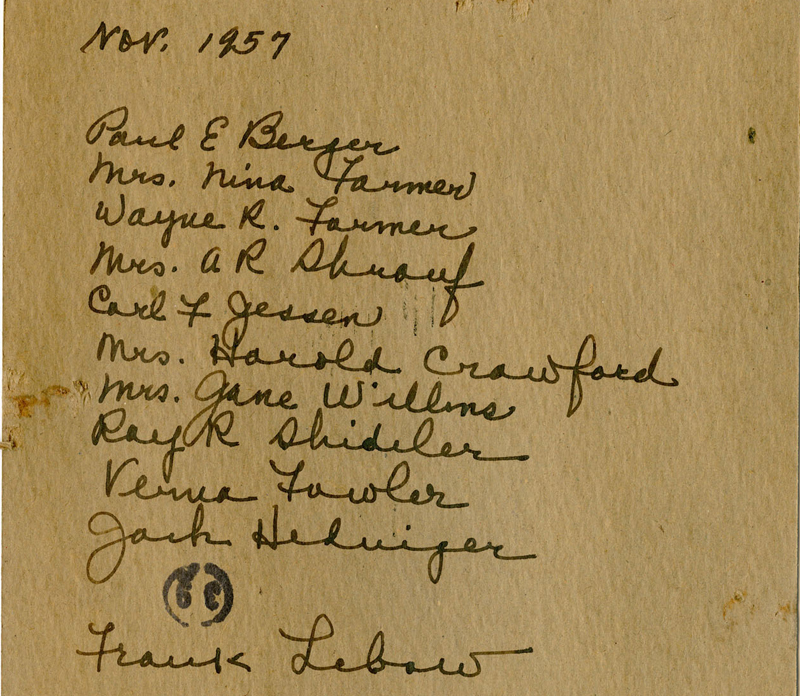 Nov. 1957
Paul E Berger
Mrs. Nina Farmer
Wayne R. Farmer
Mrs. A R Shrauf
Carl F Jessen
Mrs. Harold Crawford
Mrs. Jane Willms
Ray R Shideler
Verna Fowler
Jack Hedwiger
Frank Lebow